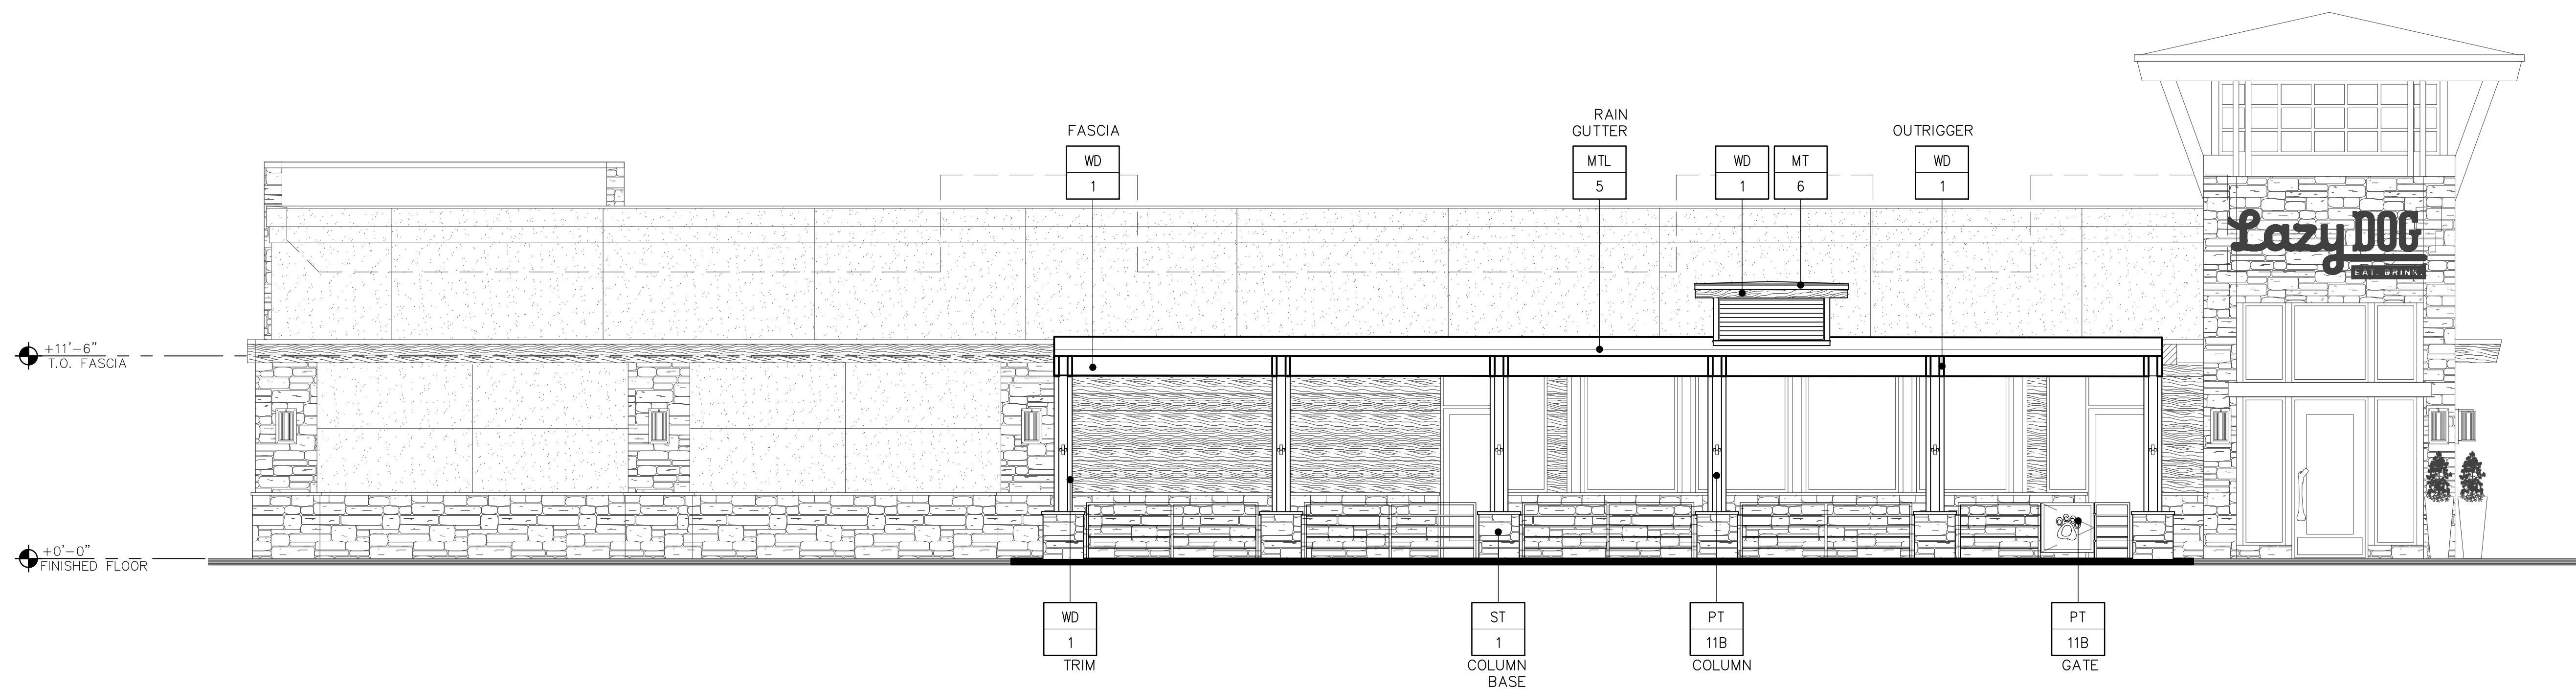 RAIN
FASCIA
GUTTER
OUTRIGGER
WD
1
MTL
5
WD
1
MT
6
WD
1
Lazy DOG
EAT. DRINK.
+11'-6"
T.O. FASCIA
+0'-0"
FINISHED FLOOR
WD
1
TRIM
ST
1
COLUMN
BASE
PT
11B
COLUMN
PT
11B
GATE